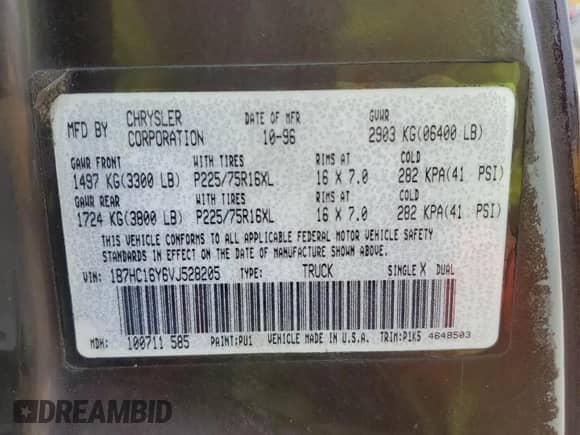 MFD BY CHRYSLER CORPORATION DATE OF MFR 10-96 GVWR 2903 KG(06400 LB)
GAWR FRONT WITH TIRES RIMS AT COLD
1497 KG(3300 LB) P225/75R16XL 16 X 7.0 282 KPA(41 PSI)
GAWR REAR WITH TIRES RIMS AT COLD
1724 KG(3800 LB) P225/75R16XL 16 X 7.0 282 KPA(41 PSI)
THIS VEHICLE CONFORMS TO ALL APPLICABLE FEDERAL MOTOR VEHICLE SAFETY
STANDARDS IN EFFECT ON THE DATE OF MANUFACTURE SHOWN ABOVE.
VIN: 1B7HC16Y6VJ528205 TYPE: TRUCK SINGLE X DUAL
MDH: 100711 585 PAINT:PU1 VEHICLE MADE IN U.S.A. TRIM:P1K5 4648503
DREAMBID